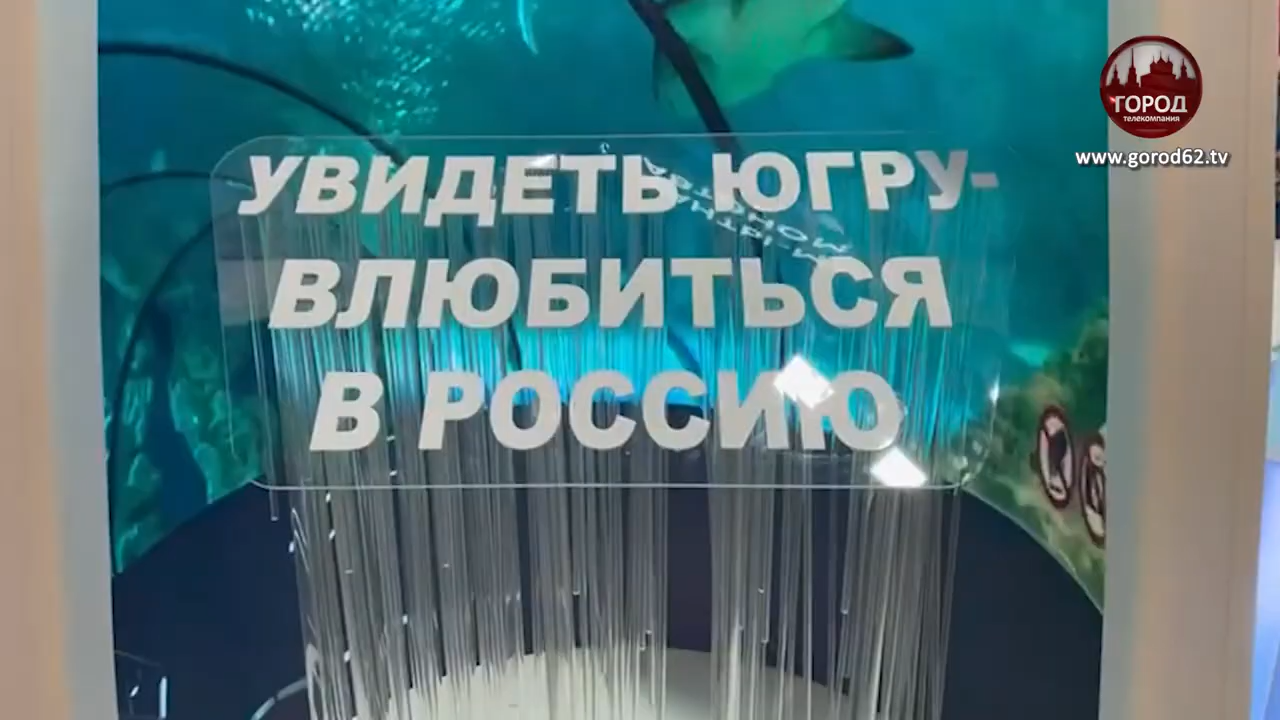 ГОРОД
телекомпания
www.gorod62.tv
УВИДЕТЬ ЮГРУ-
ВЛЮБИТЬСЯ
В РОССИЮ